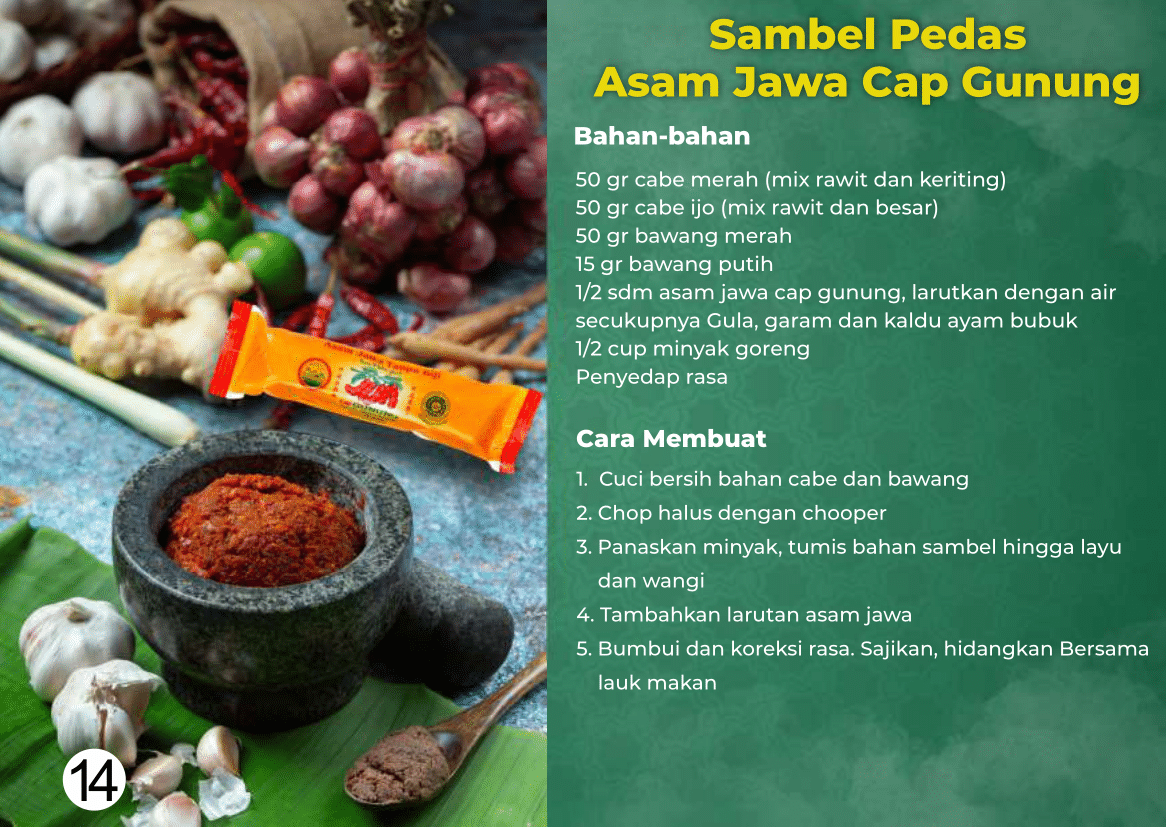 Sambel Pedas
Asam Jawa Cap Gunung
Bahan-bahan
50 gr cabe merah (mix rawit dan keriting)
50 gr cabe ijo (mix rawit dan besar)
50 gr bawang merah
15 gr bawang putih
1/2 sdm asam jawa cap gunung, larutkan dengan air
secukupnya Gula, garam dan kaldu ayam bubuk
1/2 cup minyak goreng
Penyedap rasa
Cara Membuat
1. Cuci bersih bahan cabe dan bawang
2. Chop halus dengan chooper
3. Panaskan minyak, tumis bahan sambel hingga layu
dan wangi
4. Tambahkan larutan asam jawa
5. Bumbui dan koreksi rasa. Sajikan, hidangkan Bersama
lauk makan
14